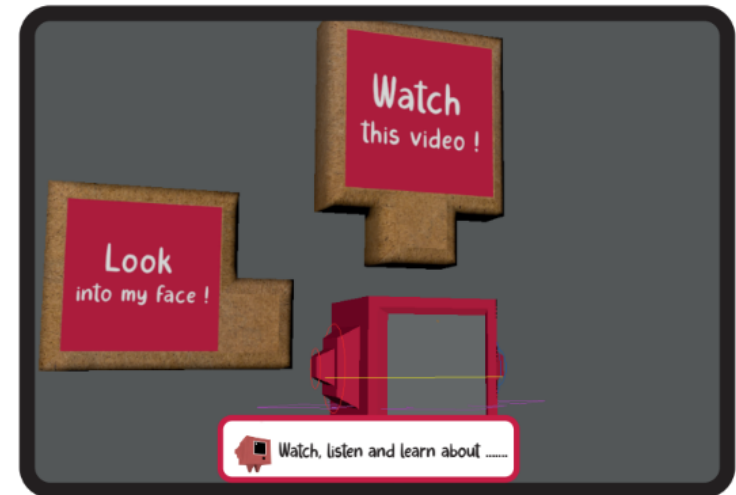 Watch
this video !
Look
into my face !
Watch, listen and learn about .......